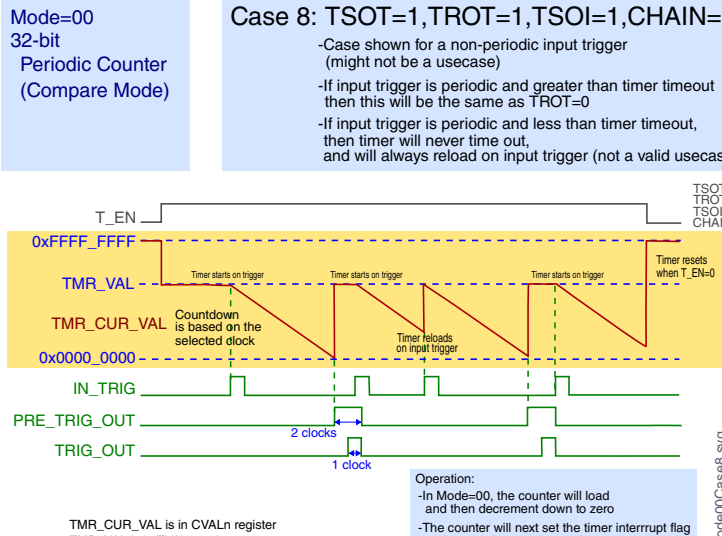 Mode=00
32-bit
Periodic Counter
(Compare Mode)
Case 8: TSOT=1,TROT=1,TSOI=1,CHAIN=
-Case shown for a non-periodic input trigger
(might not be a usecase)
-If input trigger is periodic and greater than timer timeout
then this will be the same as TROT=0
-If input trigger is periodic and less than timer timeout,
then timer will never time out,
and will always reload on input trigger (not a valid usecas
TSOT
TROT
TSOI
CHAI
T_EN
0xFFFF_FFFF
Timer resets
when T_EN=0
TMR_VAL
Timer starts on trigger
Timer starts on trigger
Timer starts on trigger
TMR_CUR_VAL
Countdown
is based on the
selected clock
Timer reloads
on input trigger
0x0000_0000
IN_TRIG
PRE_TRIG_OUT
2 clocks
TRIG_OUT
1 clock
Operation:
-In Mode=00, the counter will load
and then decrement down to zero
-The counter will next set the timer interrrupt flag
TMR_CUR_VAL is in CVALn register
ode00Case8.svg